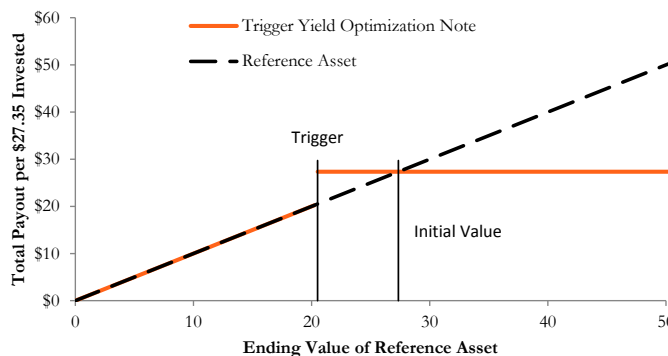 Trigger Yield Optimization Note
Reference Asset
Total Payout per $27.35 Invested
$60
$50
$40
$30
$20
$10
$0
Trigger
Initial Value
0
10
20
30
40
50
Ending Value of Reference Asset